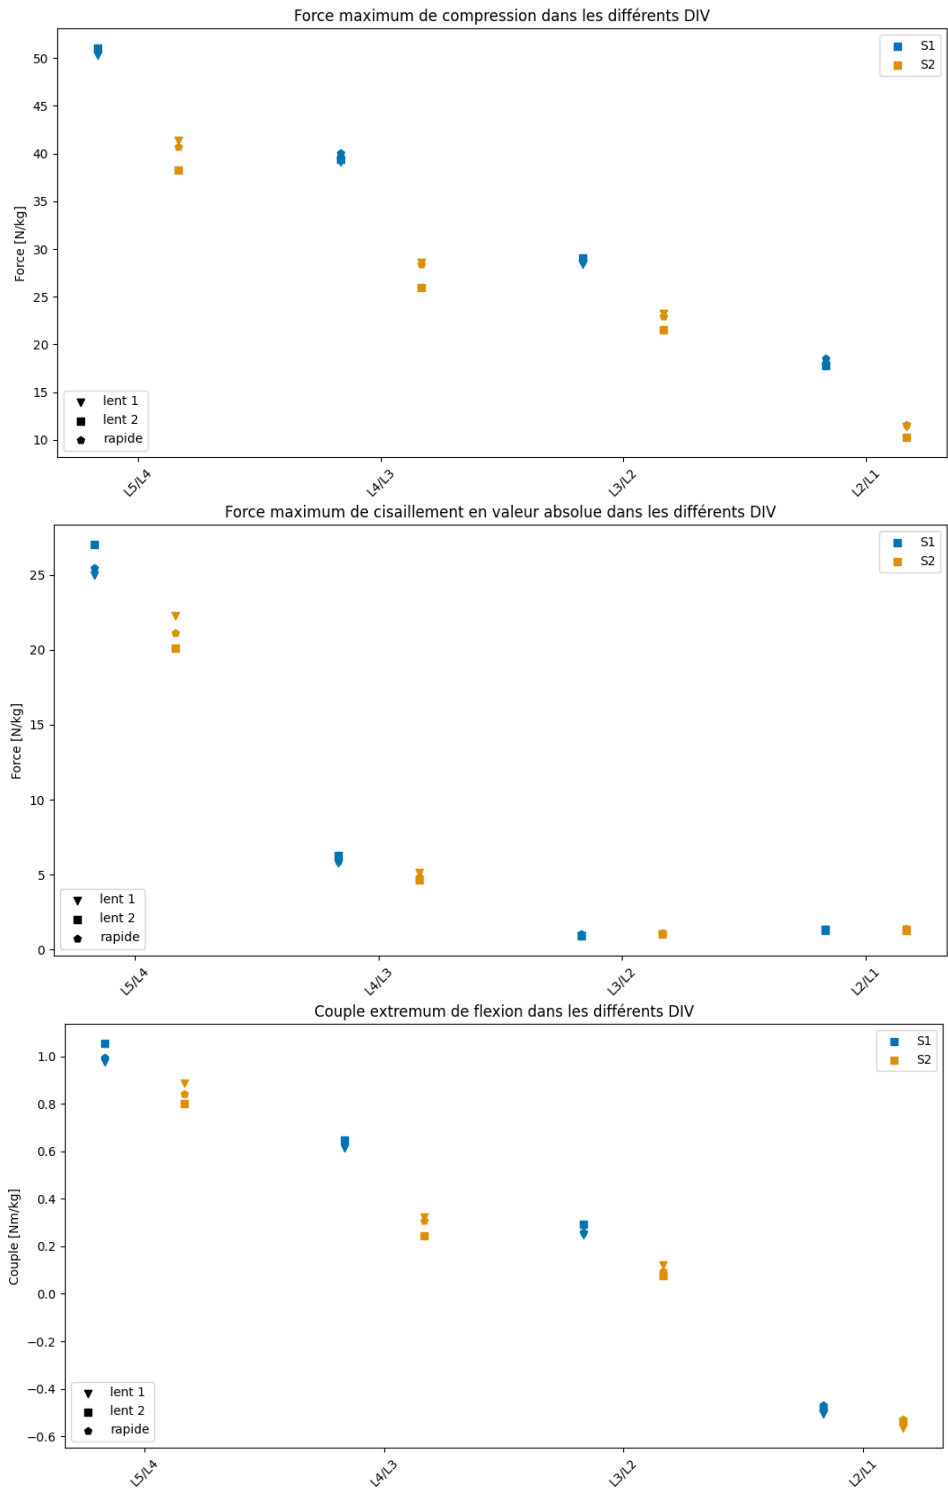 Force maximum de compression dans les différents DIV
S1
S2
50
45
40
35
30
25
20
15
10
Force [N/kg]
lent 1
lent 2
rapide
L5/L4
L4/L3
L3/L2
L2/L1
Force maximum de cisaillement en valeur absolue dans les différents DIV
S1
S2
25
20
15
10
5
0
Force [N/kg]
lent 1
lent 2
rapide
L5/L4
L4/L3
L3/L2
L2/L1
Couple extremum de flexion dans les différents DIV
S1
S2
1.0
0.8
0.6
0.4
0.2
0.0
−0.2
−0.4
−0.6
Couple [Nm/kg]
lent 1
lent 2
rapide
L5/L4
L4/L3
L3/L2
L2/L1